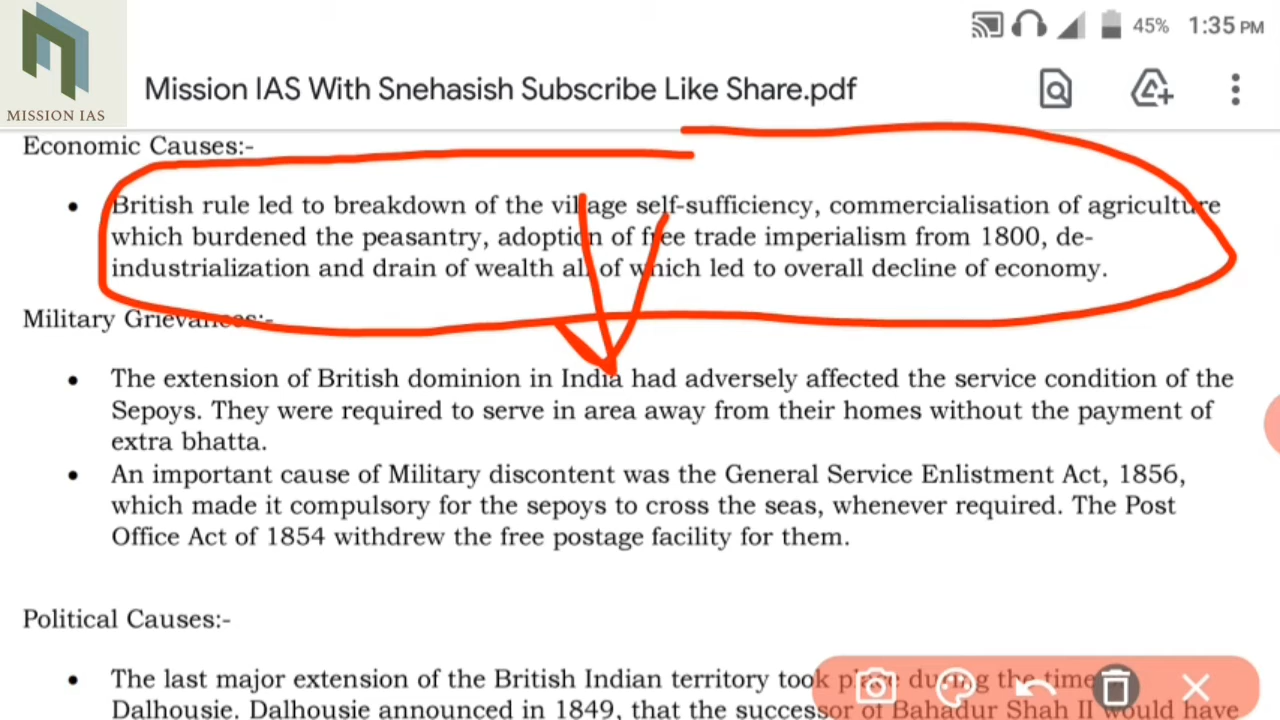 45% 1:35 PM
MISSION IAS
Mission IAS With Snehasish Subscribe Like Share.pdf
Economic Causes:-
• British rule led to breakdown of the village self-sufficiency, commercialisation of agriculture
which burdened the peasantry, adoption of free trade imperialism from 1800, de-
industrialization and drain of wealth all of which led to overall decline of economy.
Military Grievances:-
• The extension of British dominion in India had adversely affected the service condition of the
Sepoys. They were required to serve in area away from their homes without the payment of
extra bhatta.
• An important cause of Military discontent was the General Service Enlistment Act, 1856,
which made it compulsory for the sepoys to cross the seas, whenever required. The Post
Office Act of 1854 withdrew the free postage facility for them.
Political Causes:-
• The last major extension of the British Indian territory took place during the time
Dalhousie. Dalhousie announced in 1849, that the successor of Bahadur Shah II would have